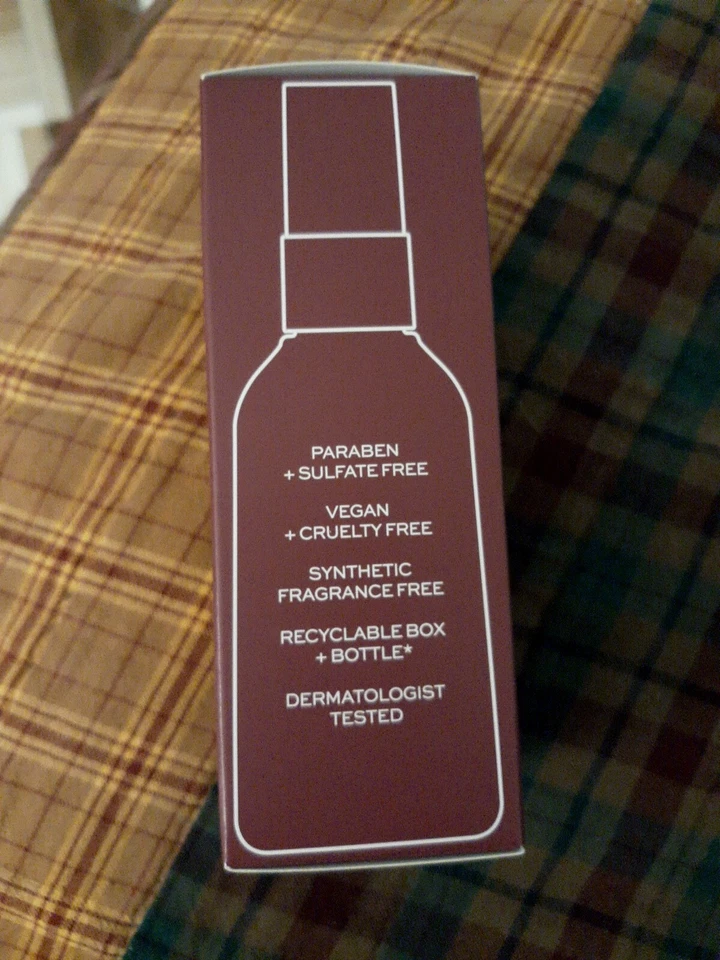 PARABEN
+ SULFATE FREE
VEGAN
+ CRUELTY FREE
SYNTHETIC
FRAGRANCE FREE
RECYCLABLE BOX
+ BOTTLE*
DERMATOLOGIST
TESTED